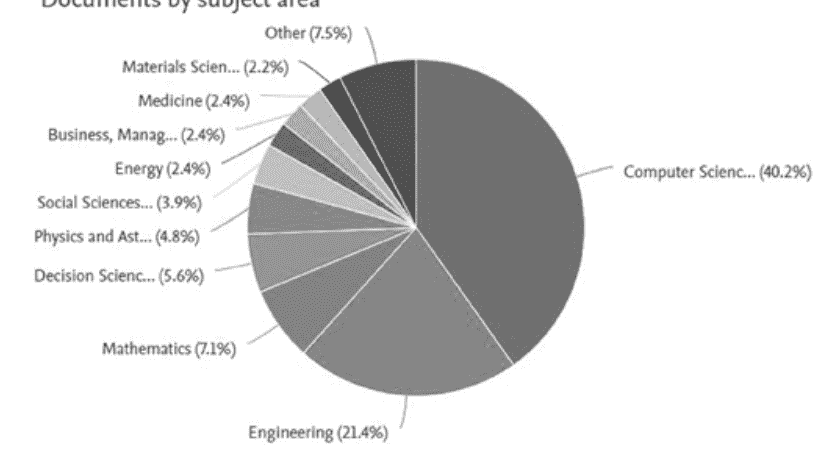 Documents by subject area
Other (7.5%)
Materials Scien... (2.2%)
Medicine (2.4%)
Business, Manag... (2.4%)
Energy (2.4%)
Social Sciences... (3.9%)
Physics and Ast... (4.8%)
Decision Scienc... (5.6%)
Mathematics (7.1%)
Engineering (21.4%)
Computer Scienc... (40.2%)